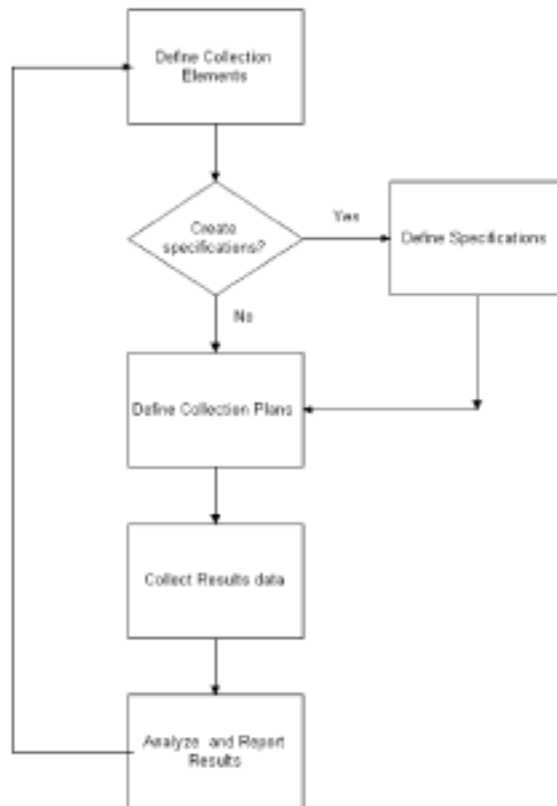 Define Collection
Elements
Create
specifications?
Yes
Define Specifications
No
Define Collection Plans
Collect Results data
Analyze and Report
Results